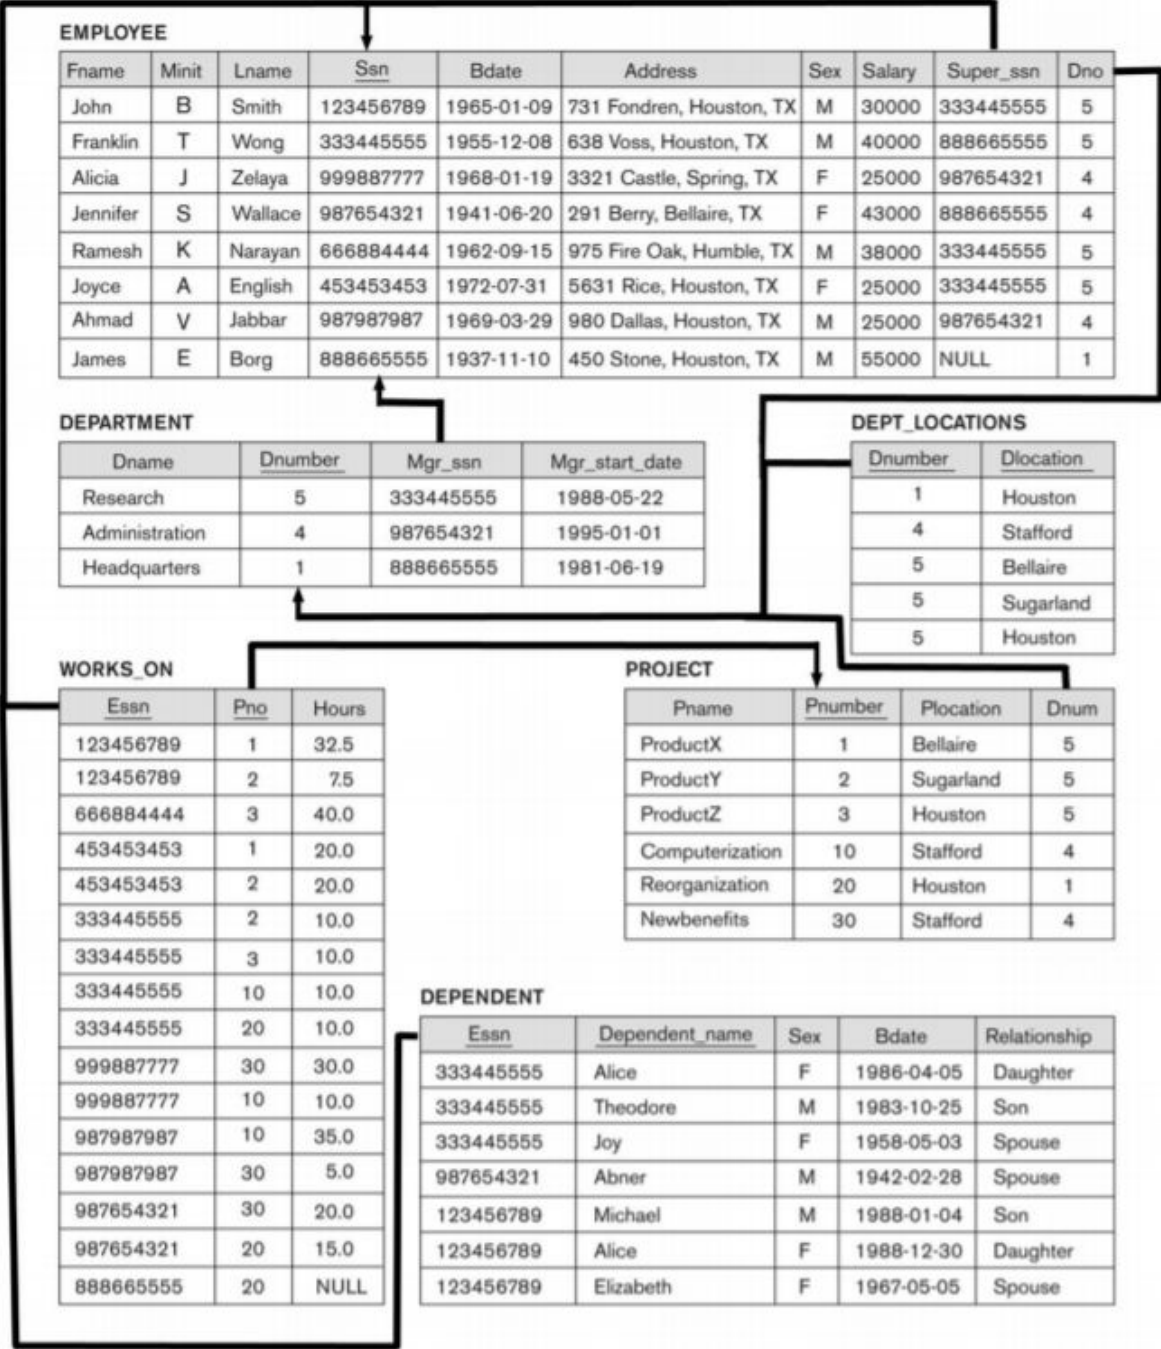 EMPLOYEE
Fname Minit Lname Ssn Bdate Address Sex Salary Super_ssn Dno
John B Smith 123456789 1965-01-09 731 Fondren, Houston, TX M 30000 333445555 5
Franklin T Wong 333445555 1955-12-08 638 Voss, Houston, TX M 40000 888665555 5
Alicia J Zelaya 999887777 1968-01-19 3321 Castle, Spring, TX F 25000 987654321 4
Jennifer S Wallace 987654321 1941-06-20 291 Berry, Bellaire, TX F 43000 888665555 4
Ramesh K Narayan 666884444 1962-09-15 975 Fire Oak, Humble, TX M 38000 333445555 5
Joyce A English 453453453 1972-07-31 5631 Rice, Houston, TX F 25000 333445555 5
Ahmad V Jabbar 987987987 1969-03-29 980 Dallas, Houston, TX M 25000 987654321 4
James E Borg 888665555 1937-11-10 450 Stone, Houston, TX M 55000 NULL 1
DEPARTMENT
Dname Dnumber Mgr_ssn Mgr_start_date
Research 5 333445555 1988-05-22
Administration 4 987654321 1995-01-01
Headquarters 1 888665555 1981-06-19
DEPT_LOCATIONS
Dnumber Dlocation
1 Houston
4 Stafford
5 Bellaire
5 Sugarland
5 Houston
WORKS_ON
Essn Pno Hours
123456789 1 32.5
123456789 2 7.5
666884444 3 40.0
453453453 1 20.0
453453453 2 20.0
333445555 2 10.0
333445555 3 10.0
333445555 10 10.0
333445555 20 10.0
999887777 30 30.0
999887777 10 10.0
987987987 10 35.0
987987987 30 5.0
987654321 30 20.0
987654321 20 15.0
888665555 20 NULL
PROJECT
Pname Pnumber Plocation Dnum
ProductX 1 Bellaire 5
ProductY 2 Sugarland 5
ProductZ 3 Houston 5
Computerization 10 Stafford 4
Reorganization 20 Houston 1
Newbenefits 30 Stafford 4
DEPENDENT
Essn Dependent_name Sex Bdate Relationship
333445555 Alice F 1986-04-05 Daughter
333445555 Theodore M 1983-10-25 Son
333445555 Joy F 1958-05-03 Spouse
987654321 Abner M 1942-02-28 Spouse
123456789 Michael M 1988-01-04 Son
123456789 Alice F 1988-12-30 Daughter
123456789 Elizabeth F 1967-05-05 Spouse